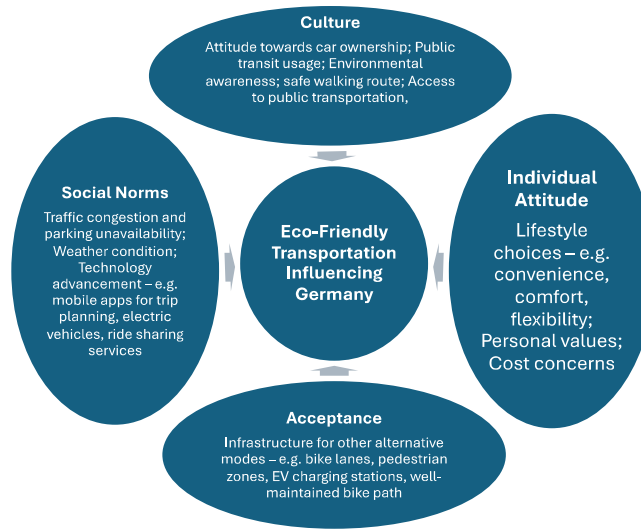 Culture
Attitude towards car ownership; Public
transit usage; Environmental
awareness; safe walking route; Access
to public transportation,
Social Norms
Traffic congestion and
parking unavailability;
Weather condition;
Technology
advancement – e.g.
mobile apps for trip
planning, electric
vehicles, ride sharing
services
Eco-Friendly
Transportation
Influencing
Germany
Individual
Attitude
Lifestyle
choices – e.g.
convenience,
comfort,
flexibility;
Personal values;
Cost concerns
Acceptance
Infrastructure for other alternative
modes – e.g. bike lanes, pedestrian
zones, EV charging stations, well-
maintained bike path